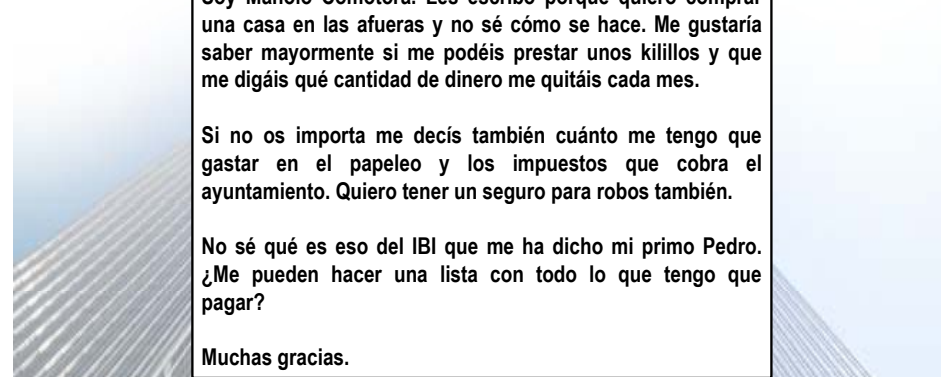 Soy Manolo Comotora. Les escribo porque quiero comprar
una casa en las afueras y no sé cómo se hace. Me gustaría
saber mayormente si me podéis prestar unos kilillos y que
me digáis qué cantidad de dinero me quitáis cada mes.
Si no os importa me decís también cuánto me tengo que
gastar en el papeleo y los impuestos que cobra el
ayuntamiento. Quiero tener un seguro para robos también.
No sé qué es eso del IBI que me ha dicho mi primo Pedro.
¿Me pueden hacer una lista con todo lo que tengo que
pagar?
Muchas gracias.